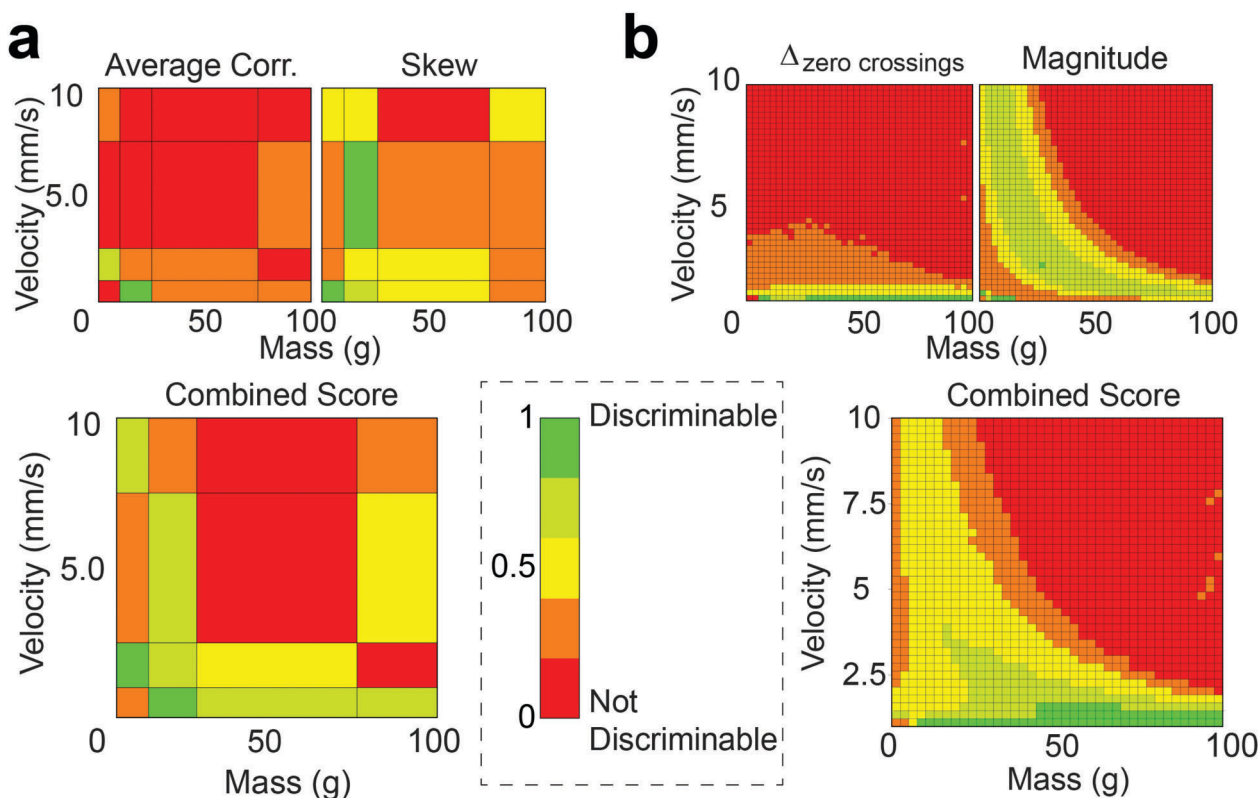 a
Average Corr.
Skew
Velocity (mm/s)
10
5.0
0
50
100
50
100
Mass (g)
b
Δzero crossings
Magnitude
Velocity (mm/s)
10
5
0
50
100
50
100
Mass (g)
Combined Score
Velocity (mm/s)
10
5.0
0
0
50
100
Mass (g)
1
0.5
0
Discriminable
Not
Discriminable
Combined Score
Velocity (mm/s)
10
7.5
5
2.5
0
50
100
Mass (g)